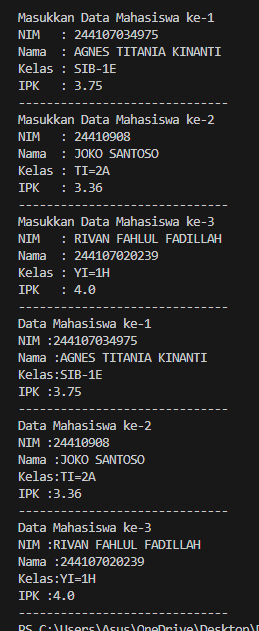 Masukkan Data Mahasiswa ke-1
NIM   : 244107034975
Nama  : AGNES TITANIA KINANTI
Kelas : SIB-1E
IPK   : 3.75
------------------------------
Masukkan Data Mahasiswa ke-2
NIM   : 24410908
Nama  : JOKO SANTOSO
Kelas : TI=2A
IPK   : 3.36
------------------------------
Masukkan Data Mahasiswa ke-3
NIM   : RIVAN FAHLUL FADILLAH
Nama  : 244107020239
Kelas : YI=1H
IPK   : 4.0
------------------------------
Data Mahasiswa ke-1
NIM :244107034975
Nama :AGNES TITANIA KINANTI
Kelas:SIB-1E
IPK :3.75
------------------------------
Data Mahasiswa ke-2
NIM :24410908
Nama :JOKO SANTOSO
Kelas:TI=2A
IPK :3.36
------------------------------
Data Mahasiswa ke-3
NIM :RIVAN FAHLUL FADILLAH
Nama :244107020239
Kelas:YI=1H
IPK :4.0
------------------------------
PS C:\Users\Asus\OneDrive\Desktop\